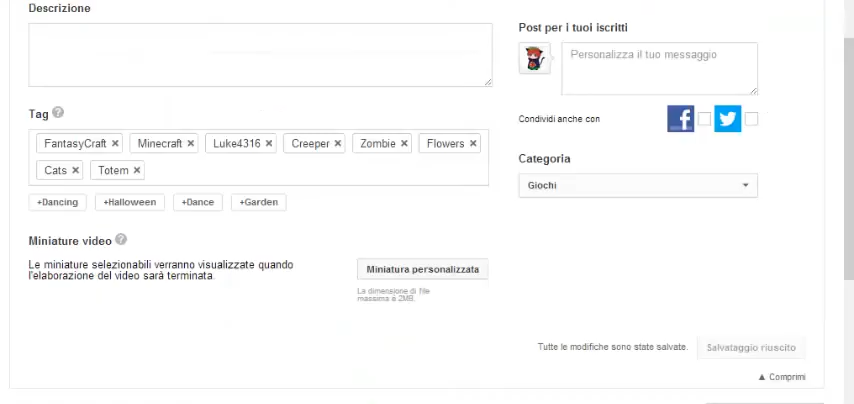 Descrizione
Post per i tuoi iscritti
Personalizza il tuo messaggio
Tag ?
Condividi anche con
FantasyCraft × Minecraft × Luke4316 × Creeper × Zombie × Flowers ×
Cats × Totem ×
Categoria
Giochi
+Dancing +Halloween +Dance +Garden
Miniature video ?
Le miniature selezionabili verranno visualizzate quando
l'elaborazione del video sarà terminata
Miniatura personalizzata
La dimensione di file
massima è 2MB.
Tutte le modifiche sono state salvate. Salvataggio riuscito
▲ Comprimi